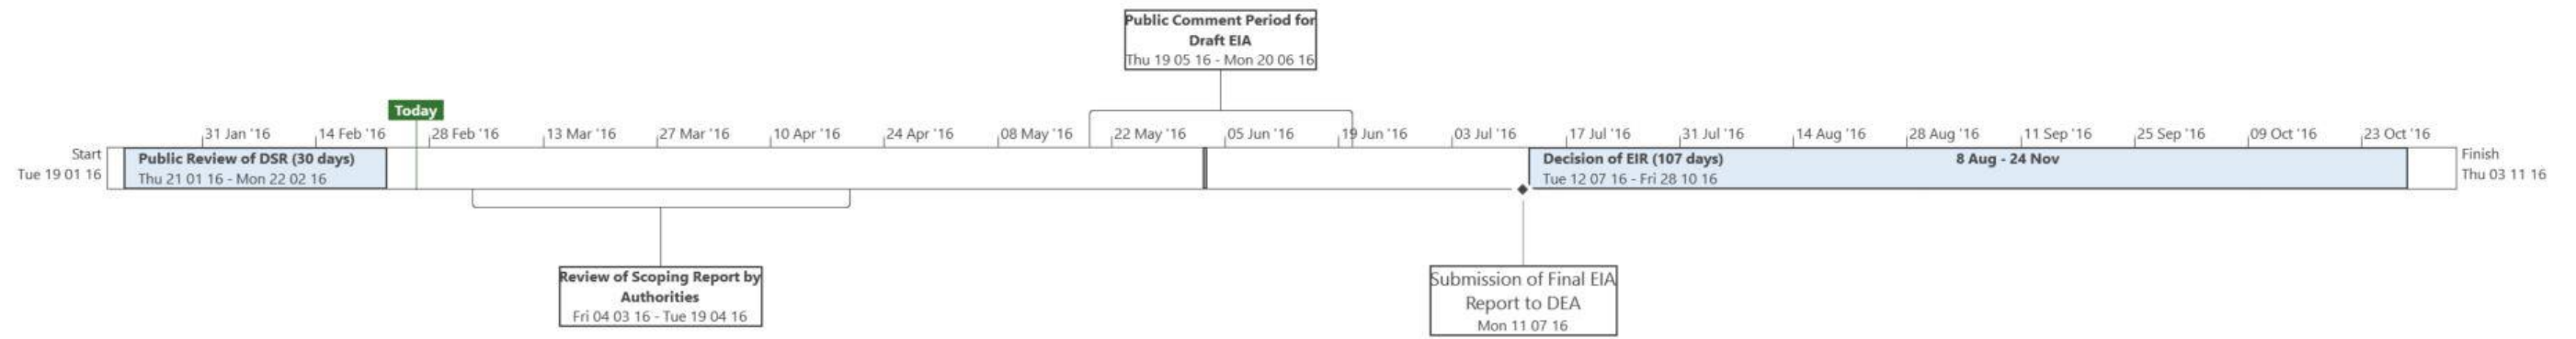 Public Comment Period for
Draft EIA
Thu 19 05 16 - Mon 20 06 16
Today
31 Jan '16 14 Feb '16 28 Feb '16 13 Mar '16 27 Mar '16 10 Apr '16 24 Apr '16 08 May '16 22 May '16 05 Jun '16 19 Jun '16 03 Jul '16 17 Jul '16 31 Jul '16 14 Aug '16 28 Aug '16 11 Sep '16 25 Sep '16 09 Oct '16 23 Oct '16
Start
Tue 19 01 16
Public Review of DSR (30 days)
Thu 21 01 16 - Mon 22 02 16
Decision of EIR (107 days) 8 Aug - 24 Nov
Tue 12 07 16 - Fri 28 10 16
Finish
Thu 03 11 16
Review of Scoping Report by
Authorities
Fri 04 03 16 - Tue 19 04 16
Submission of Final EIA
Report to DEA
Mon 11 07 16